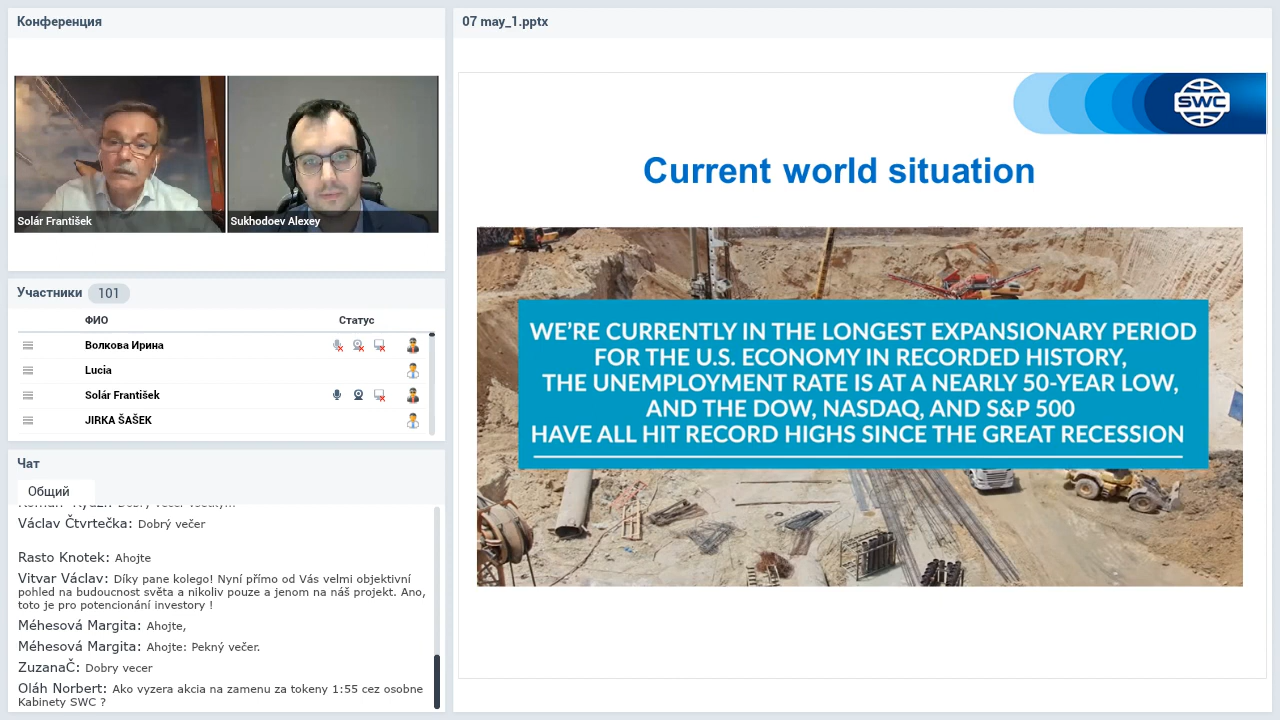 Конференция
Solár František
Sukhodoev Alexey
Участники 101
ФИО Статус
Волкова Ирина
Lucia
Solár František
JIRKA ŠAŠEK
Чат
Общий
Václav Čtvrtečka: Dobrý večer
Rasto Knotek: Ahojte
Vitvar Václav: Díky pane kolego! Nyní přímo od Vás velmi objektivní
pohled na budoucnost světa a nikoliv pouze a jenom na náš projekt. Ano,
toto je pro potencionání investory !
Méhesová Margita: Ahojte,
Méhesová Margita: Ahojte: Pekný večer.
ZuzanaČ: Dobry vecer
Oláh Norbert: Ako vyzera akcia na zamenu za tokeny 1:55 cez osobne
Kabinety SWC ?
07 may_1.pptx
SWC
Current world situation
WE'RE CURRENTLY IN THE LONGEST EXPANSIONARY PERIOD
FOR THE U.S. ECONOMY IN RECORDED HISTORY,
THE UNEMPLOYMENT RATE IS AT A NEARLY 50-YEAR LOW,
AND THE DOW, NASDAQ, AND S&P 500
HAVE ALL HIT RECORD HIGHS SINCE THE GREAT RECESSION